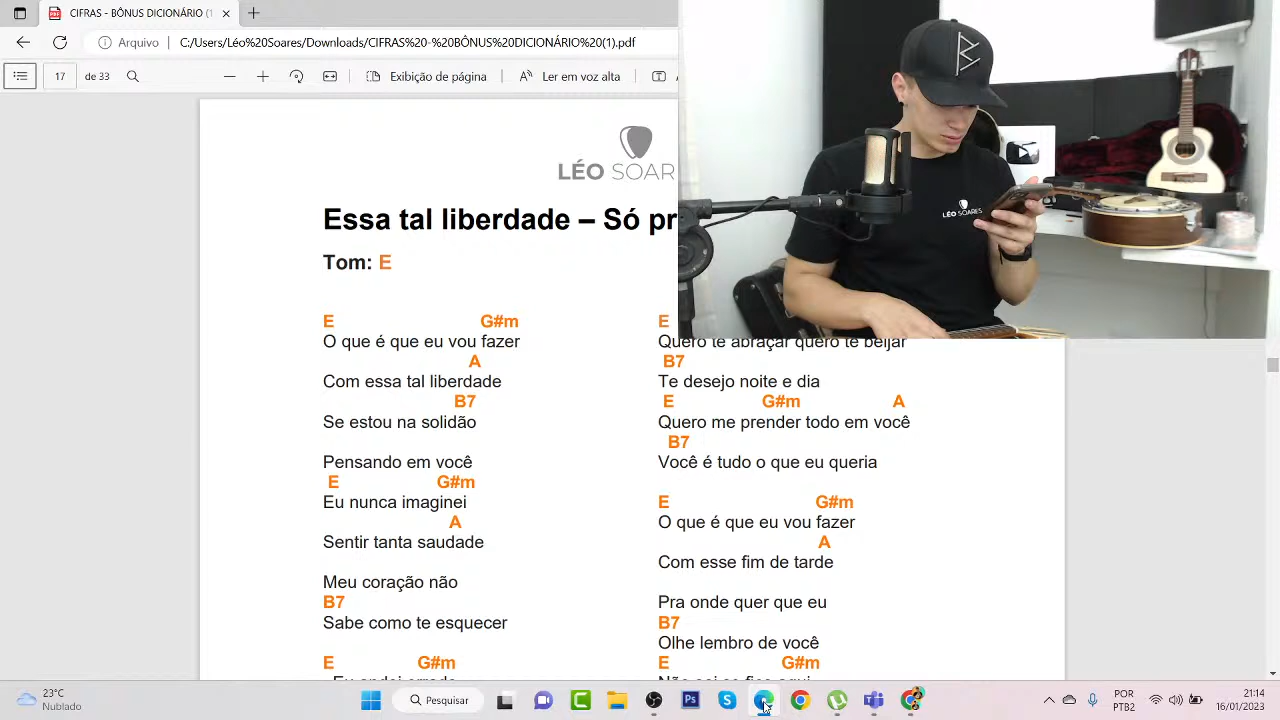 CIFRAS - BÔNUS DICIONÁRIO (1
Arquivo
C:/Users/Léo%20Soares/Downloads/CIFRAS%20-%20BÔNUS%20DICIONÁRIO%20(1).pdf
17 de 33
Exibição de página
Ler em voz alta
LÉO SOAR
LÉO SOARES
Essa tal liberdade – Só pr
Tom: E
E G#m
O que é que eu vou fazer
A
Com essa tal liberdade
B7
Se estou na solidão
Pensando em você
E G#m
Eu nunca imaginei
A
Sentir tanta saudade
Meu coração não
B7
Sabe como te esquecer
E G#m
E
Quero te abraçar quero te beijar
B7
Te desejo noite e dia
E G#m A
Quero me prender todo em você
B7
Você é tudo o que eu queria
E G#m
O que é que eu vou fazer
A
Com esse fim de tarde
Pra onde quer que eu
B7
Olhe lembro de você
E G#m
23°C
Nublado
Pesquisar
POR
PTB2
21:14
16/01/2023